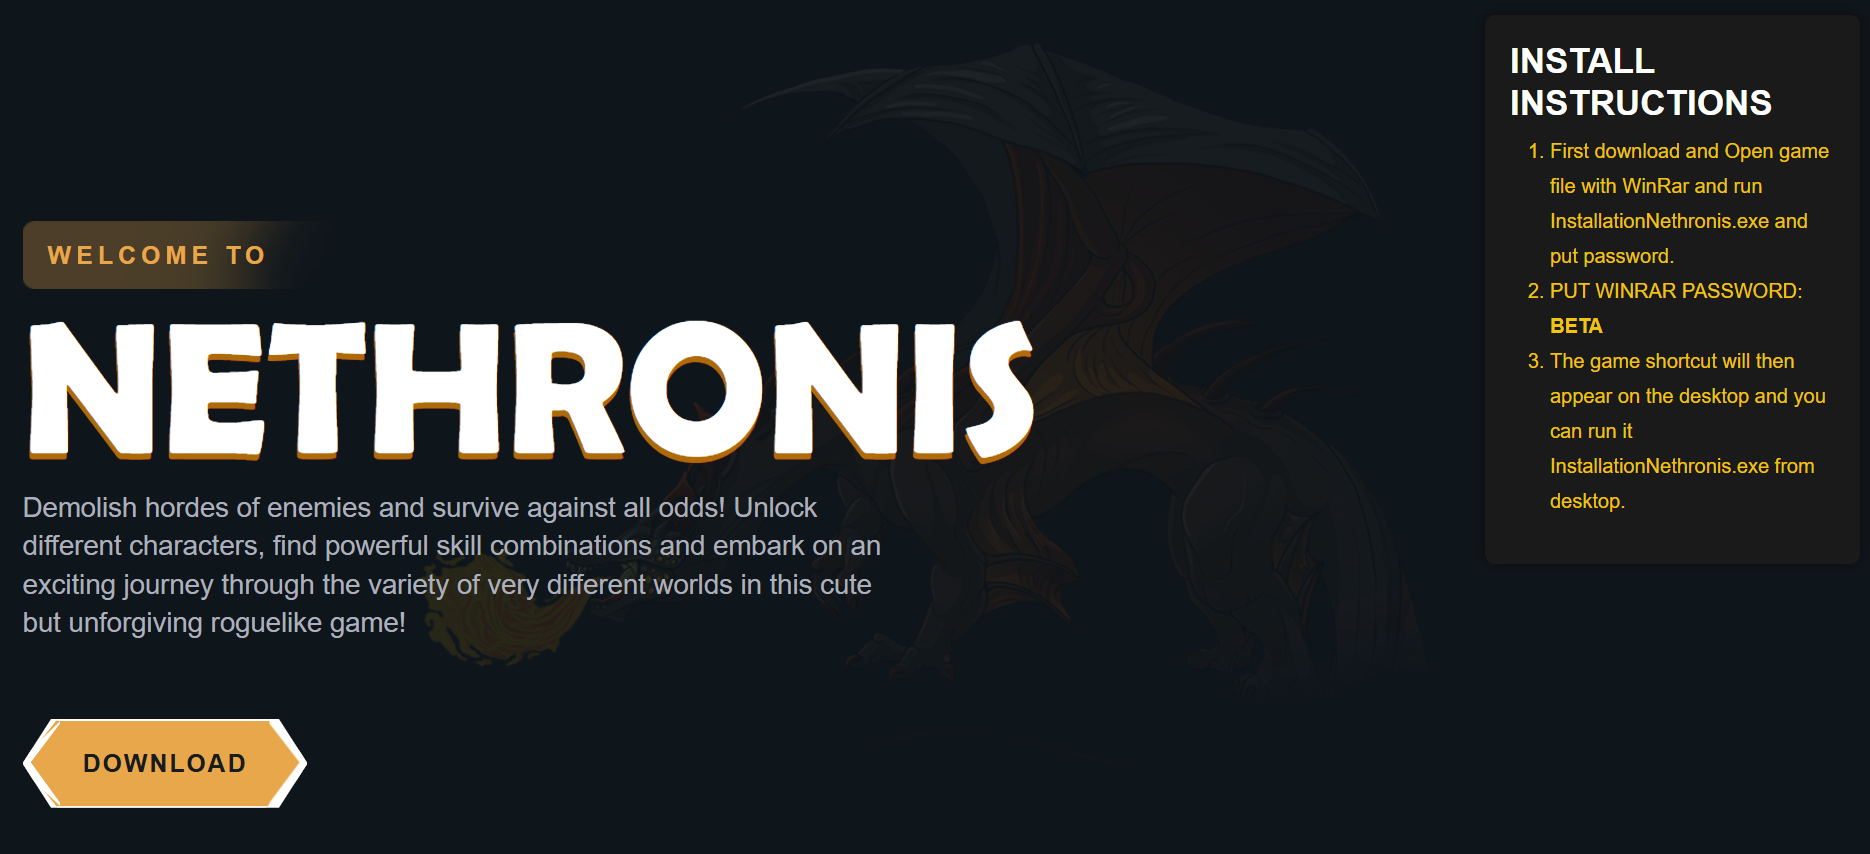 WELCOME TO
NETHRONIS
Demolish hordes of enemies and survive against all odds! Unlock
different characters, find powerful skill combinations and embark on an
exciting journey through the variety of very different worlds in this cute
but unforgiving roguelike game!
DOWNLOAD
INSTALL
INSTRUCTIONS
1. First download and Open game
file with WinRar and run
InstallationNethronis.exe and
put password.
2. PUT WINRAR PASSWORD:
BETA
3. The game shortcut will then
appear on the desktop and you
can run it
InstallationNethronis.exe from
desktop.